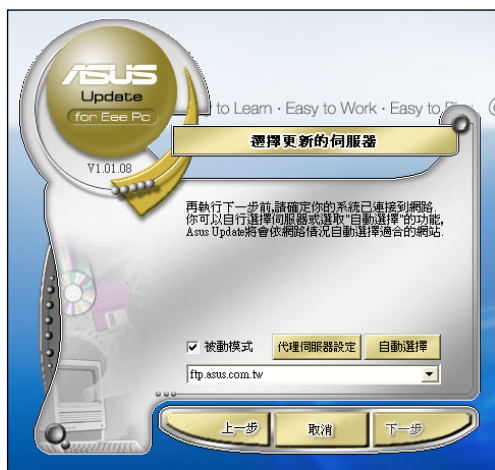 ASUS
Update
for Eee Pc
V1.01.08
to Learn · Easy to Work · Easy to
選擇更新的伺服器
再執行下一步前,請確定你的系統已連接到網路.
你可以自行選擇伺服器或選取"自動選擇"的功能,
Asus Update將會依網路情況自動選擇適合的網站.
被動模式
代理伺服器設定
自動選擇
ftp.asus.com.tw
上一步
取消
下一步